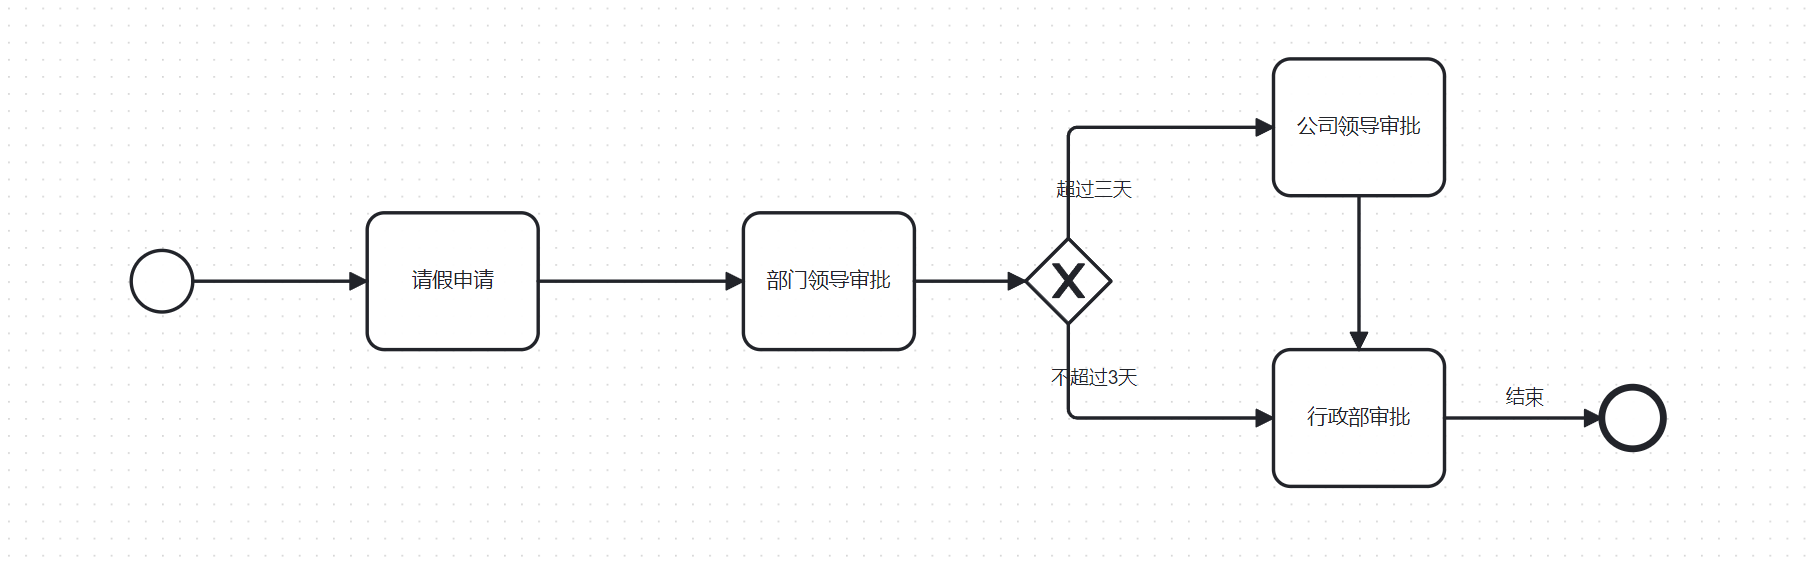 请假申请
部门领导审批
超过三天
不超过3天
公司领导审批
行政部审批
结束